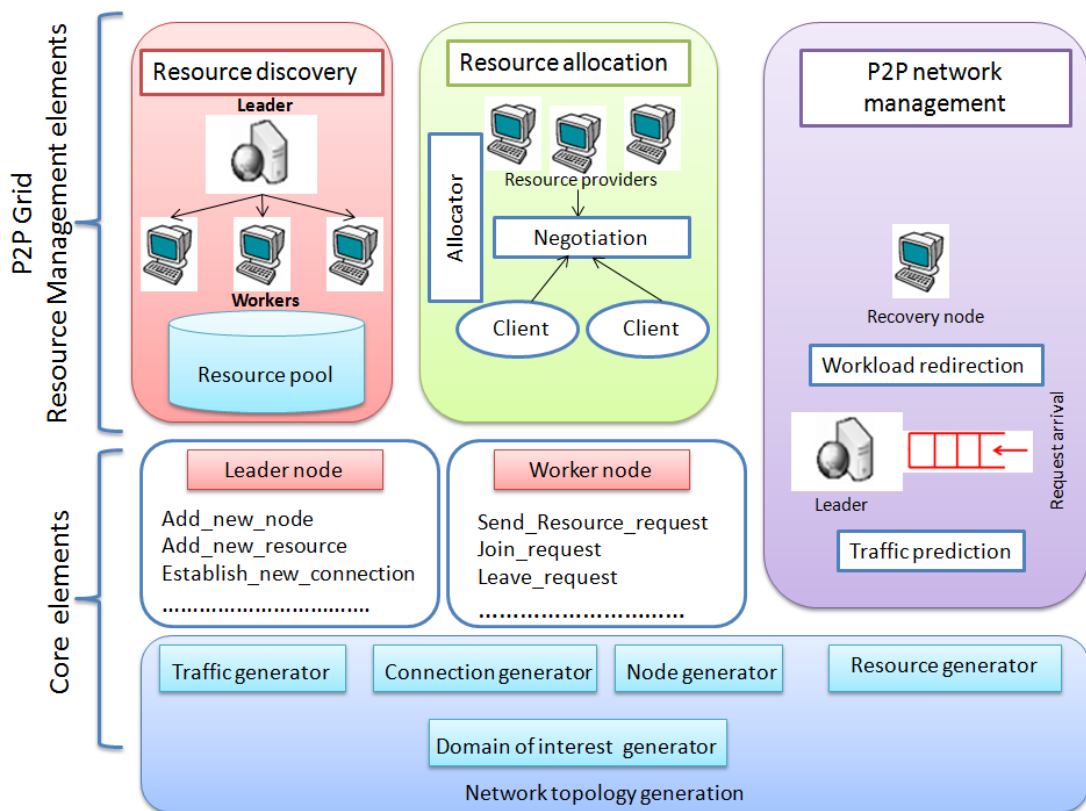 P2P Grid
Resource Management elements
Resource discovery
Leader
Workers
Resource pool
Resource allocation
Allocator
Resource providers
Negotiation
Client
Client
P2P network
management
Recovery node
Workload redirection
Request arrival
Leader
Traffic prediction
Core elements
Leader node
Add_new_node
Add_new_resource
Establish_new_connection
.................................
Worker node
Send_Resource_request
Join_request
Leave_request
.................................
Traffic generator
Connection generator
Node generator
Resource generator
Domain of interest generator
Network topology generation